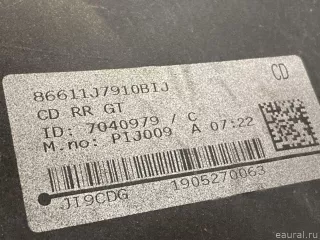 86611J7910BIJ
CD
CD RR GT
ID: 7040979 / C
M.no: PIJ009 A 07:22
JI9CDG 1905270063
eaural.ru